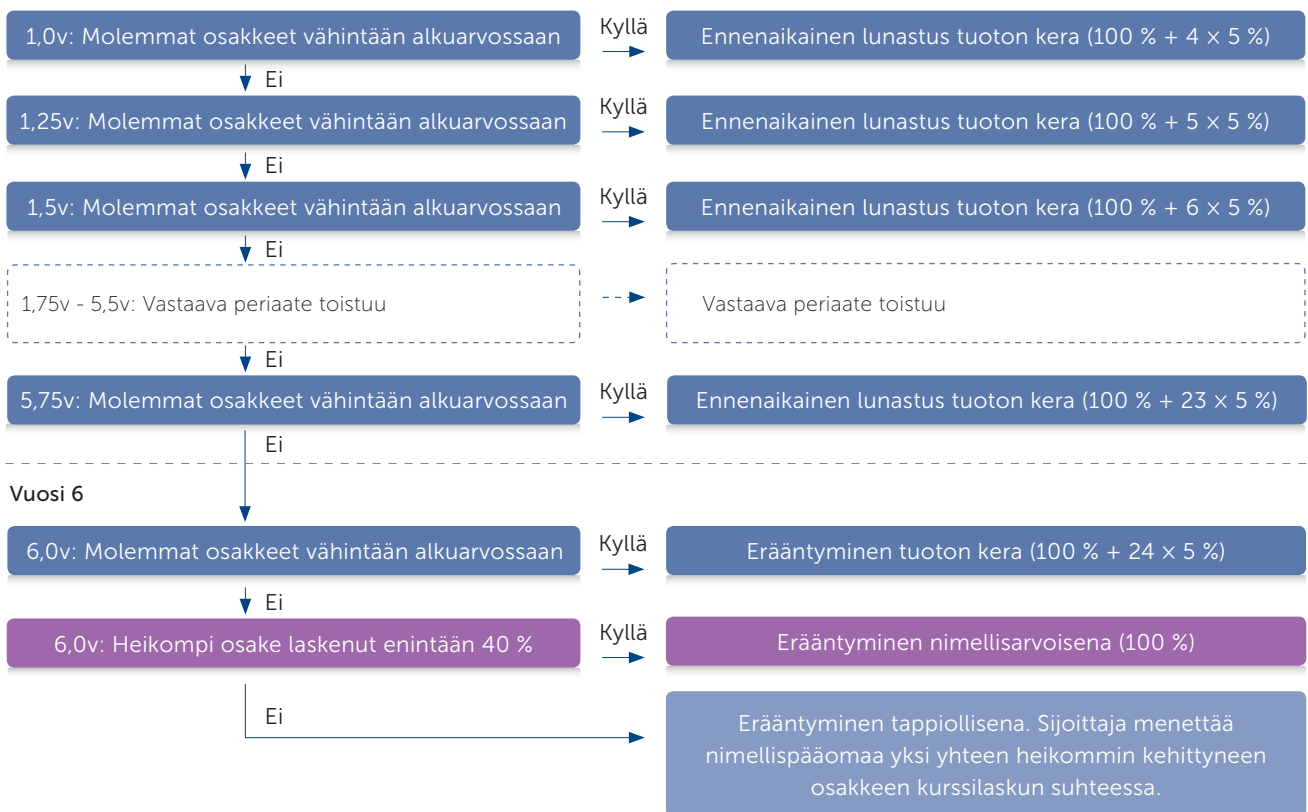 1,0v: Molemmat osakkeet vähintään alkuarvossaan
Kyllä
Ennenaikainen lunastus tuoton kera (100 % + 4 × 5 %)
Ei
1,25v: Molemmat osakkeet vähintään alkuarvossaan
Kyllä
Ennenaikainen lunastus tuoton kera (100 % + 5 × 5 %)
Ei
1,5v: Molemmat osakkeet vähintään alkuarvossaan
Kyllä
Ennenaikainen lunastus tuoton kera (100 % + 6 × 5 %)
Ei
1,75v - 5,5v: Vastaava periaate toistuu
Vastaava periaate toistuu
Ei
5,75v: Molemmat osakkeet vähintään alkuarvossaan
Kyllä
Ennenaikainen lunastus tuoton kera (100 % + 23 × 5 %)
Ei
Vuosi 6
6,0v: Molemmat osakkeet vähintään alkuarvossaan
Kyllä
Erääntyminen tuoton kera (100 % + 24 × 5 %)
Ei
6,0v: Heikompi osake laskenut enintään 40 %
Kyllä
Erääntyminen nimellisarvoisena (100 %)
Ei
Erääntyminen tappiollisena. Sijoittaja menettää
nimellispääomaa yksi yhteen heikommin kehittyneen
osakkeen kurssilaskun suhteessa.